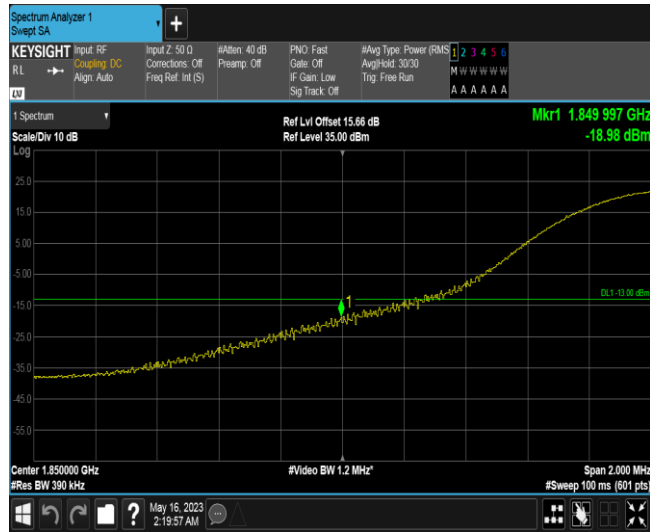 Spectrum Analyzer 1
Swept SA
+
KEYSIGHT Input: RF Input Z: 50 Ω #Atten: 40 dB PNO: Fast #Avg Type: Power (RMS 1 2 3 4 5 6
RL Coupling: DC Corrections: Off Preamp: Off Gate: Off Avg|Hold: 30/30 M W W W W W
Align: Auto Freq Ref: Int (S) IF Gain: Low Trig: Free Run
LXI Sig Track: Off A A A A A A
1 Spectrum Ref Lvl Offset 15.66 dB Mkr1 1.849 997 GHz
Scale/Div 10 dB Ref Level 35.00 dBm -18.98 dBm
Log
25.0
15.0
5.00
-5.00
DL1 -13.00 dBm
1
-15.0
-25.0
-35.0
-45.0
-55.0
Center 1.850000 GHz #Video BW 1.2 MHz* Span 2.000 MHz
#Res BW 390 kHz #Sweep 100 ms (601 pts)
? May 16, 2023
2:19:57 AM